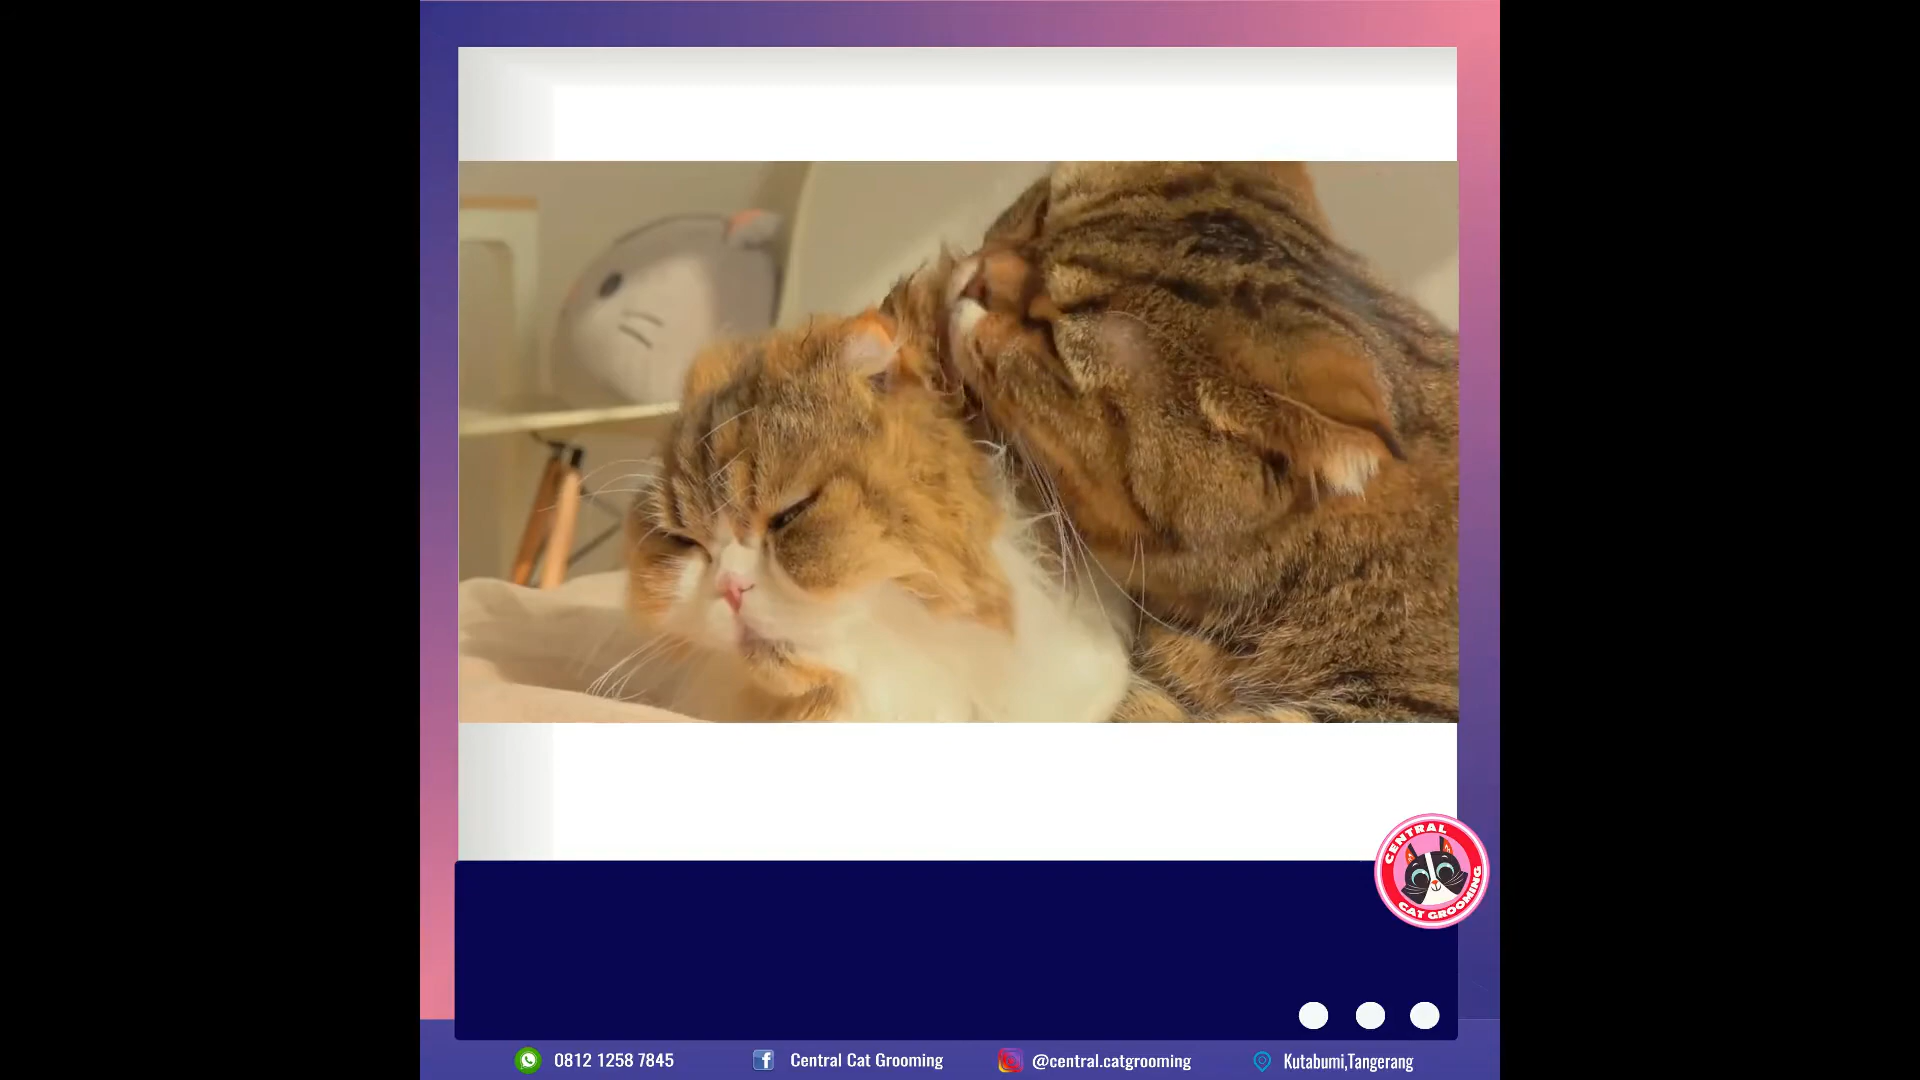 CENTRAL
CAT GROOMING
0812 1258 7845
Central Cat Grooming
@central.catgrooming
Kutabumi,Tangerang